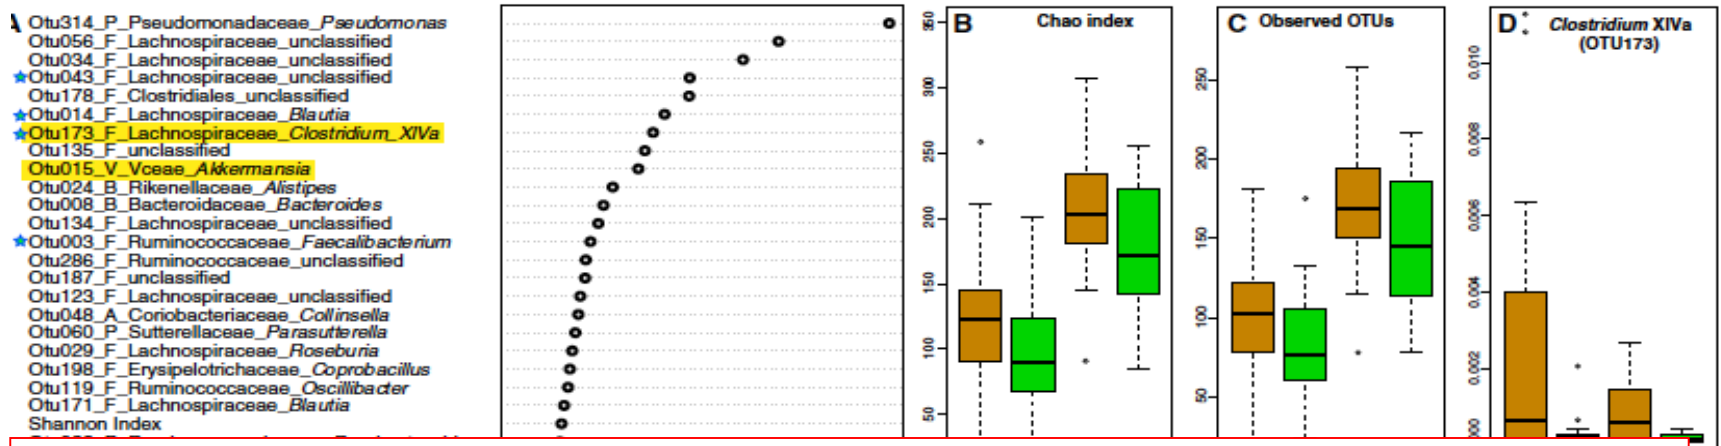 A
Otu314_P_Pseudomonadaceae_Pseudomonas
Otu056_F_Lachnospiraceae_unclassified
Otu034_F_Lachnospiraceae_unclassified
Otu043_F_Lachnospiraceae_unclassified
Otu178_F_Clostridiales_unclassified
Otu014_F_Lachnospiraceae_Blautia
Otu173_F_Lachnospiraceae_Clostridium_XIVa
Otu135_F_unclassified
Otu015_V_Vceae_Akkermansia
Otu024_B_Rikenellaceae_Alistipes
Otu008_B_Bacteroidaceae_Bacteroides
Otu134_F_Lachnospiraceae_unclassified
Otu003_F_Ruminococcaceae_Faecalibacterium
Otu286_F_Ruminococcaceae_unclassified
Otu187_F_unclassified
Otu123_F_Lachnospiraceae_unclassified
Otu048_A_Coriobacteriaceae_Collinsella
Otu060_P_Sutterellaceae_Parasutterella
Otu029_F_Lachnospiraceae_Roseburia
Otu198_F_Erysipelotrichaceae_Coprobacillus
Otu119_F_Ruminococcaceae_Oscillibacter
Otu171_F_Lachnospiraceae_Blautia
Shannon Index
B Chao index
350
300
250
200
150
100
50
C Observed OTUs
250
200
150
100
50
D Clostridium XIVa
(OTU173)
0.010
0.008
0.006
0.004
0.002